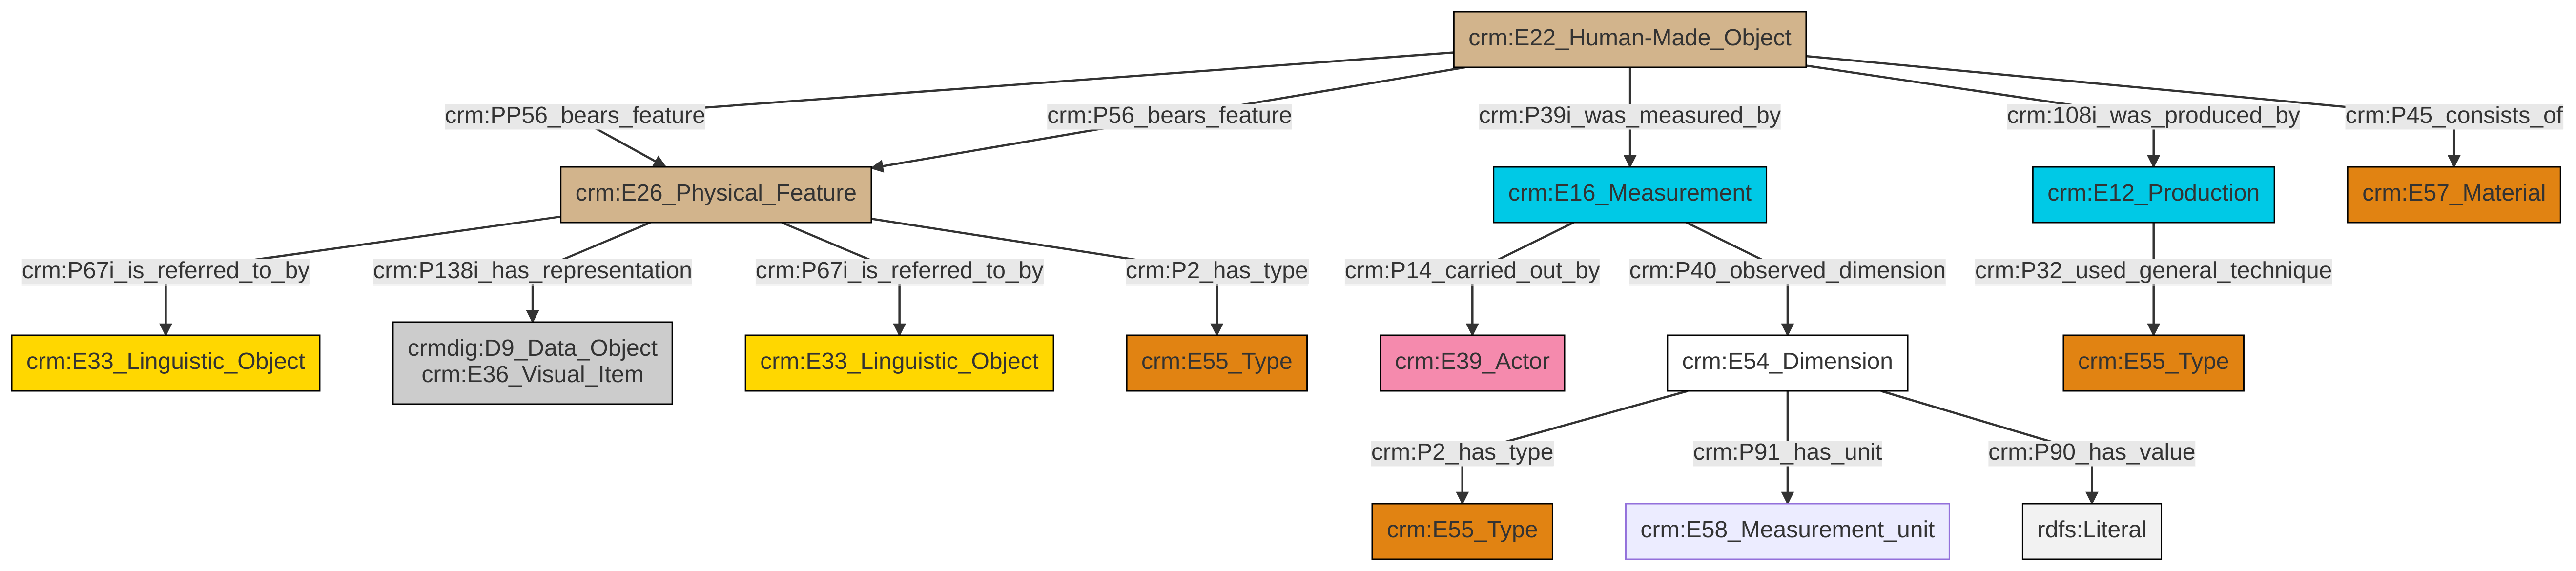 crm:E22_Human-Made_Object
crm:PP56_bears_feature
crm:P56_bears_feature
crm:P39i_was_measured_by
crm:108i_was_produced_by
crm:P45_consists_of
crm:E26_Physical_Feature
crm:E16_Measurement
crm:E12_Production
crm:E57_Material
crm:P67i_is_referred_to_by
crm:P138i_has_representation
crm:P67i_is_referred_to_by
crm:P2_has_type
crm:P14_carried_out_by
crm:P40_observed_dimension
crm:P32_used_general_technique
crm:E33_Linguistic_Object
crmdig:D9_Data_Object
crm:E36_Visual_Item
crm:E33_Linguistic_Object
crm:E55_Type
crm:E39_Actor
crm:E54_Dimension
crm:E55_Type
crm:P2_has_type
crm:P91_has_unit
crm:P90_has_value
crm:E55_Type
crm:E58_Measurement_unit
rdfs:Literal